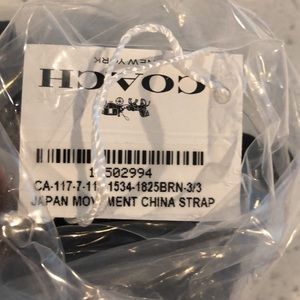 NEW YORK
COACH
502994
CA-117-7-11 1534-1825BRN-3/3
JAPAN MOVEMENT CHINA STRAP